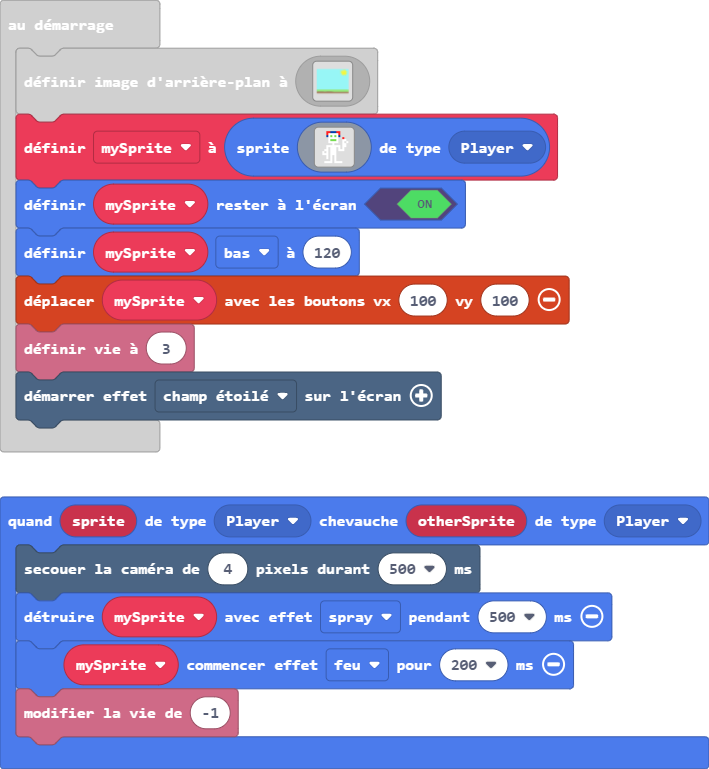 au démarrage
définir image d'arrière-plan à
définir mySprite à sprite de type Player
définir mySprite rester à l'écran ON
définir mySprite bas à 120
déplacer mySprite avec les boutons vx 100 vy 100
définir vie à 3
démarrer effet champ étoilé sur l'écran
quand sprite de type Player chevauche otherSprite de type Player
secouer la caméra de 4 pixels durant 500 ms
détruire mySprite avec effet spray pendant 500 ms
mySprite commencer effet feu pour 200 ms
modifier la vie de -1